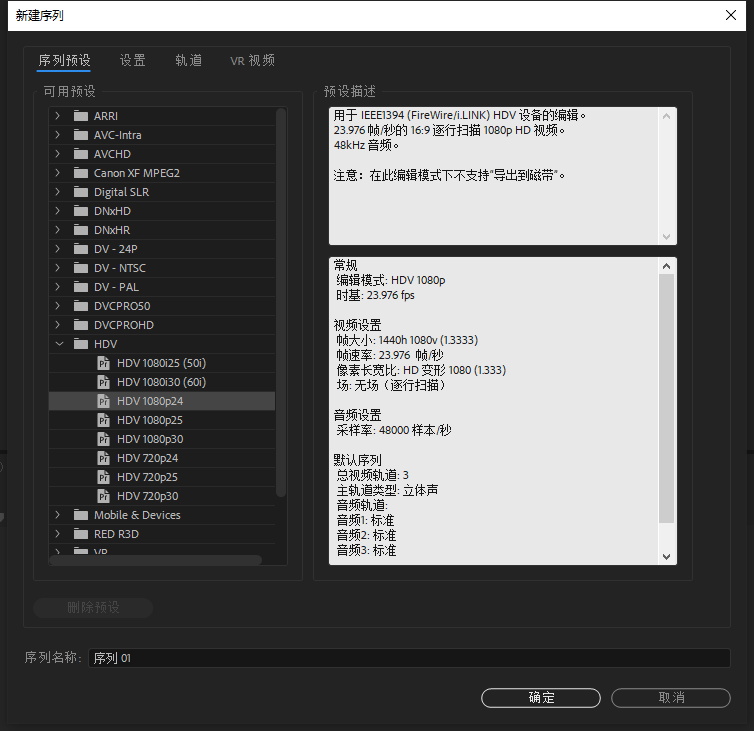 新建序列
序列预设 设置 轨道 VR 视频
可用预设
ARRI
AVC-Intra
AVCHD
Canon XF MPEG2
Digital SLR
DNxHD
DNxHR
DV - 24P
DV - NTSC
DV - PAL
DVCPRO50
DVCPROHD
HDV
HDV 1080i25 (50i)
HDV 1080i30 (60i)
HDV 1080p24
HDV 1080p25
HDV 1080p30
HDV 720p24
HDV 720p25
HDV 720p30
Mobile & Devices
RED R3D
VR
预设描述
用于 IEEE1394 (FireWire/i.LINK) HDV 设备的编辑。
23.976 帧/秒的 16:9 逐行扫描 1080p HD 视频。
48kHz 音频。
注意：在此编辑模式下不支持“导出到磁带”。
常规
编辑模式: HDV 1080p
时基: 23.976 fps
视频设置
帧大小: 1440h 1080v (1.3333)
帧速率: 23.976 帧/秒
像素长宽比: HD 变形 1080 (1.333)
场: 无场（逐行扫描）
音频设置
采样率: 48000 样本/秒
默认序列
总视频轨道: 3
主轨道类型: 立体声
音频轨道:
音频1: 标准
音频2: 标准
音频3: 标准
删除预设
序列名称: 序列 01
确定 取消